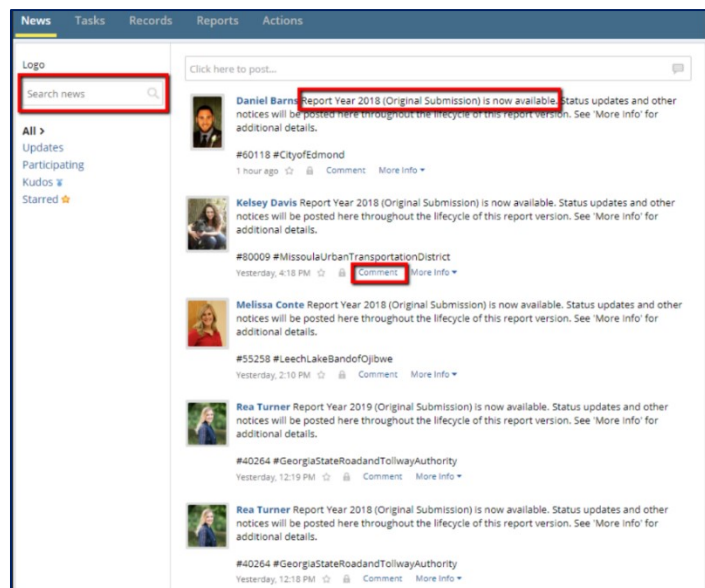 News Tasks Records Reports Actions
Logo
Search news
All >
Updates
Participating
Kudos
Starred
Click here to post...
Daniel Barns Report Year 2018 (Original Submission) is now available. Status updates and other
notices will be posted here throughout the lifecycle of this report version. See 'More Info' for
additional details.
#60118 #CityofEdmond
1 hour ago Comment More Info
Kelsey Davis Report Year 2018 (Original Submission) is now available. Status updates and other
notices will be posted here throughout the lifecycle of this report version. See 'More Info' for
additional details.
#80009 #MissoulaUrbanTransportationDistrict
Yesterday, 4:18 PM Comment More Info
Melissa Conte Report Year 2018 (Original Submission) is now available. Status updates and other
notices will be posted here throughout the lifecycle of this report version. See 'More Info' for
additional details.
#55258 #LeechLakeBandofOjibwe
Yesterday, 2:10 PM Comment More Info
Rea Turner Report Year 2019 (Original Submission) is now available. Status updates and other
notices will be posted here throughout the lifecycle of this report version. See 'More Info' for
additional details.
#40264 #GeorgiaStateRoadandTollwayAuthority
Yesterday, 12:19 PM Comment More Info
Rea Turner Report Year 2018 (Original Submission) is now available. Status updates and other
notices will be posted here throughout the lifecycle of this report version. See 'More Info' for
additional details.
#40264 #GeorgiaStateRoadandTollwayAuthority
Yesterday, 12:18 PM Comment More Info